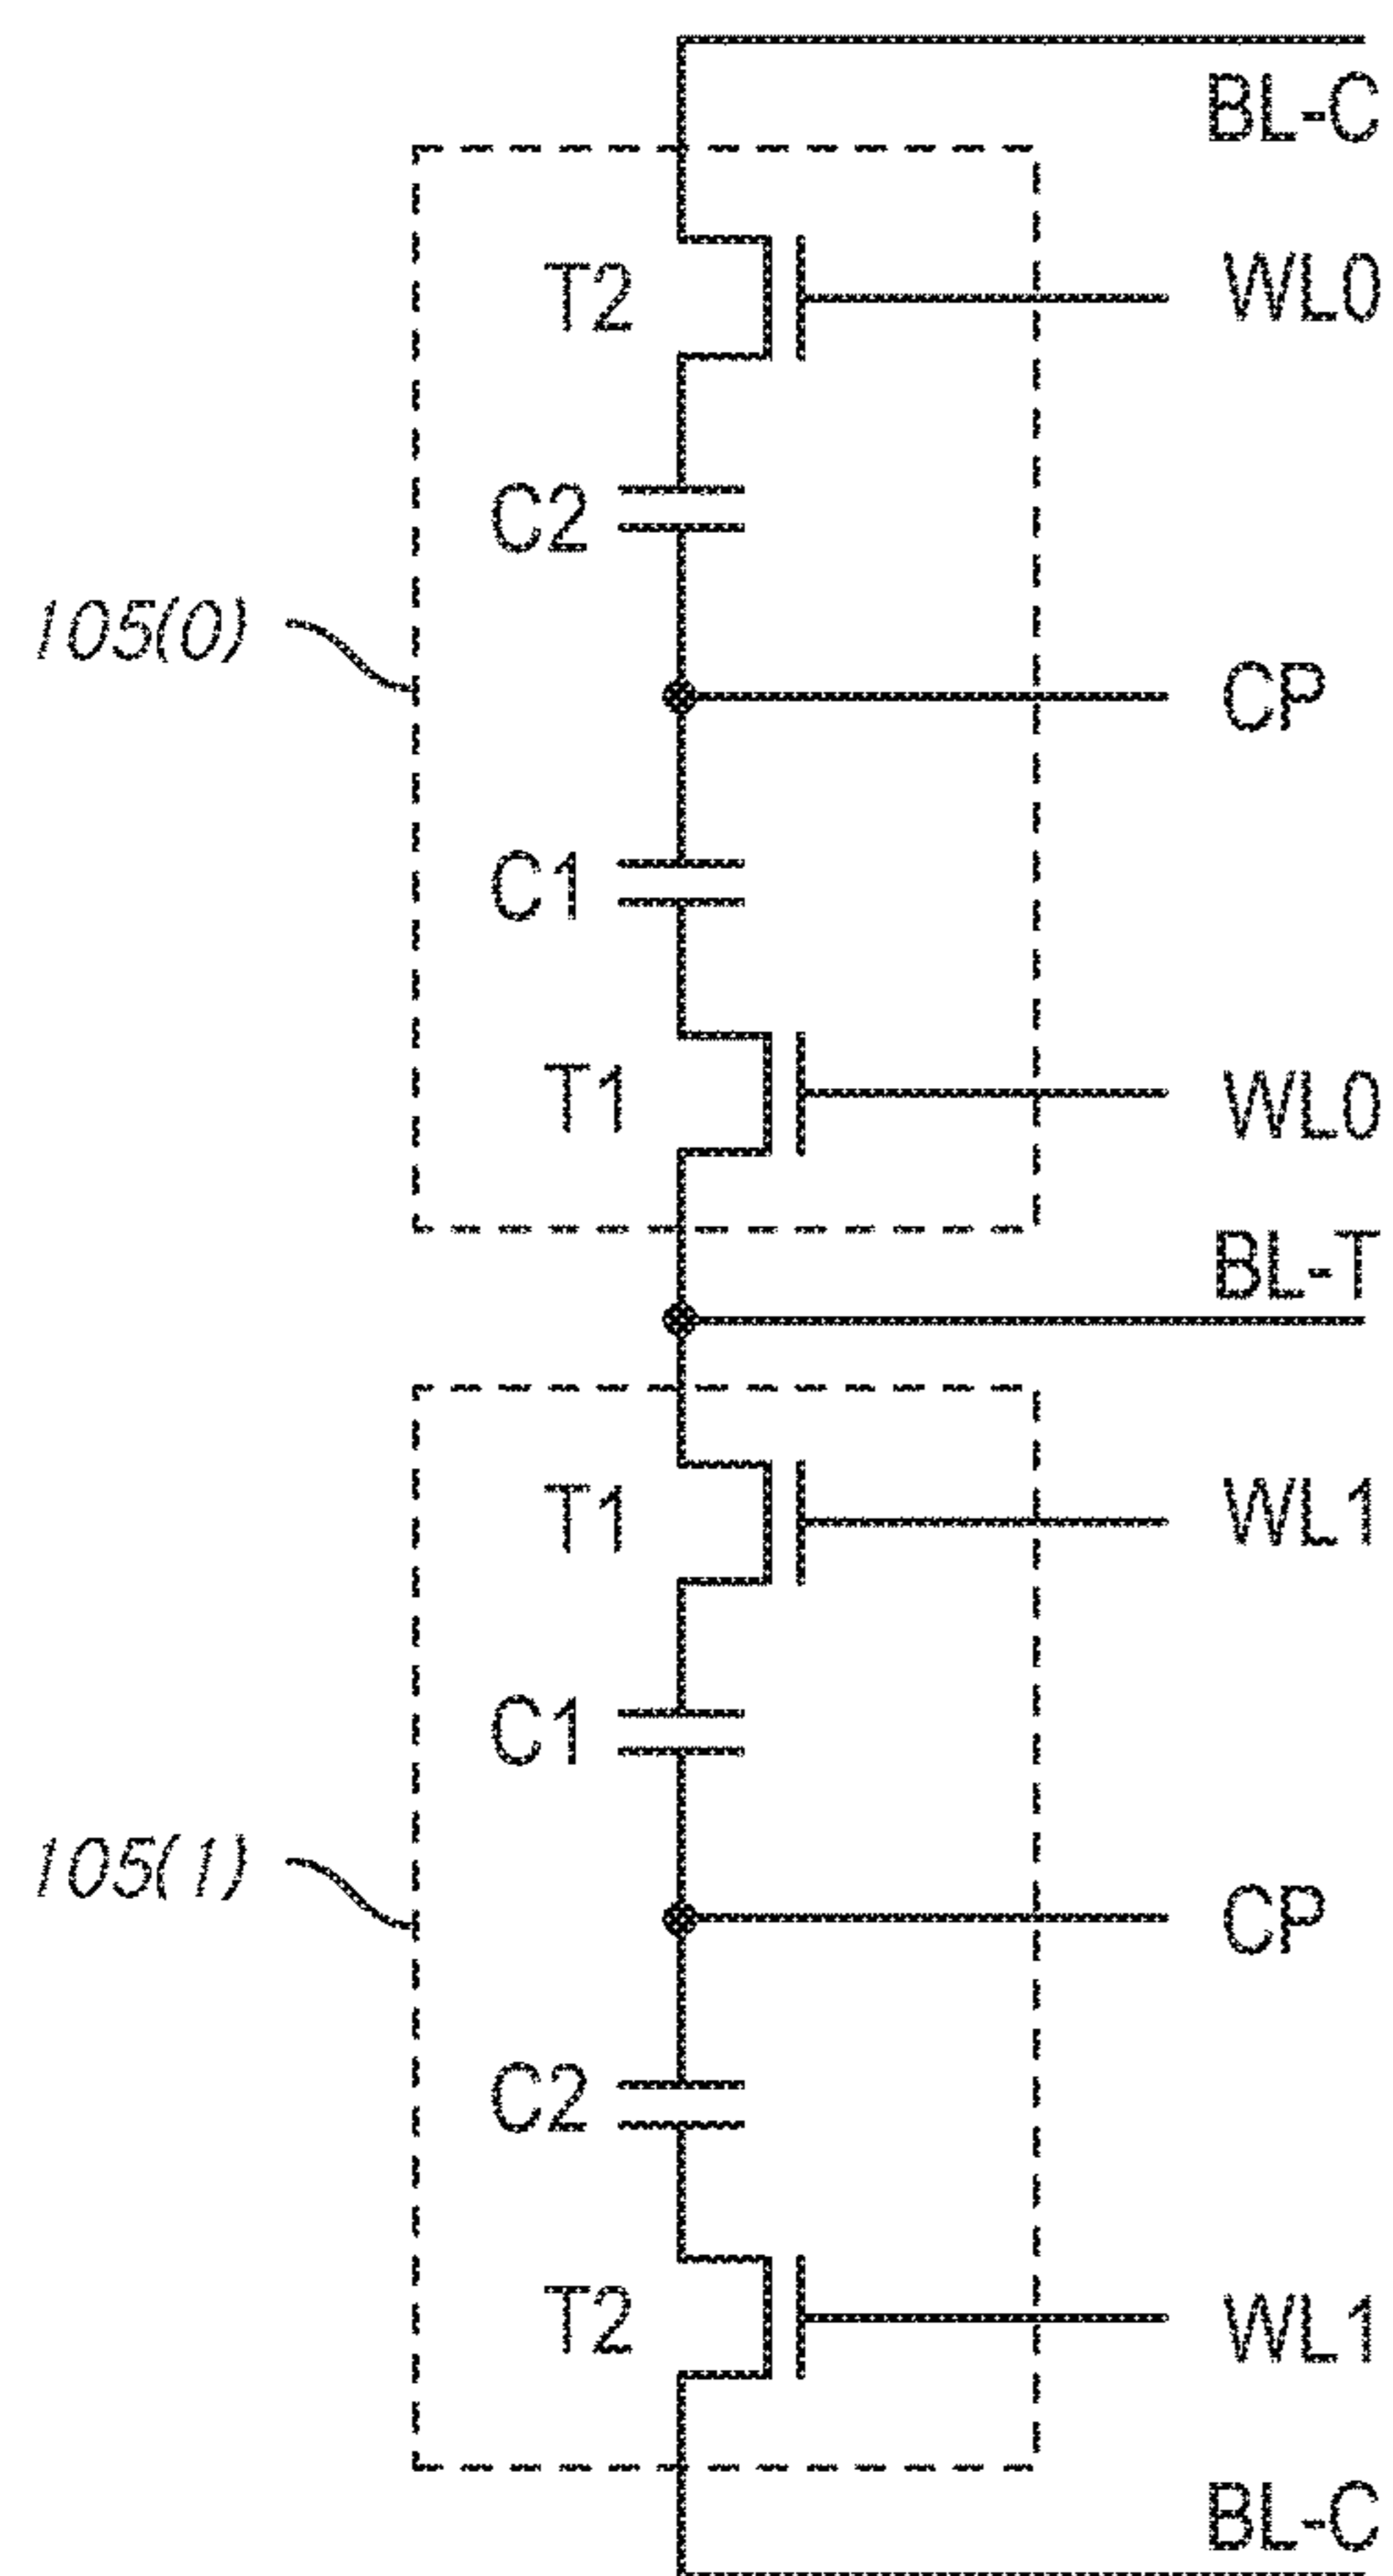 BL-C
T2 WL0
C2
105(0)
CP
C1
T1 WL0
BL-T
T1 WL1
C1
105(1)
CP
C2
T2 WL1
BL-C